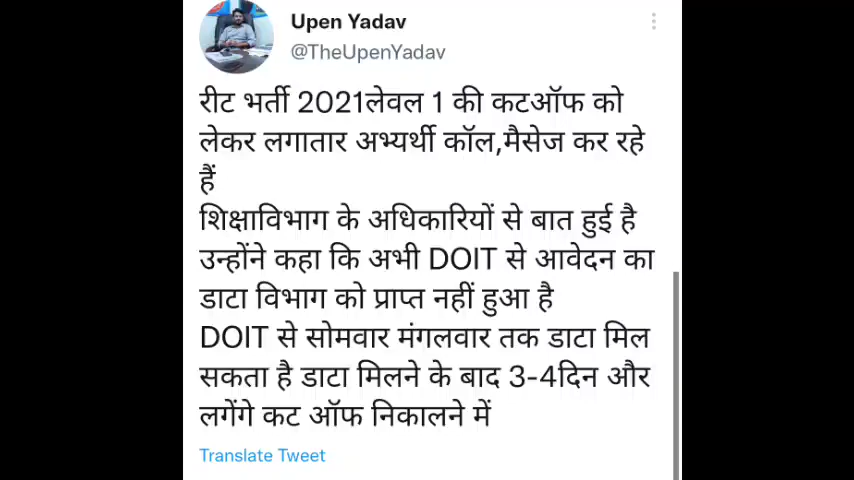 Upen Yadav
@TheUpenYadav
रीट भर्ती 2021लेवल 1 की कटऑफ को
लेकर लगातार अभ्यर्थी कॉल,मैसेज कर रहे
हैं
शिक्षाविभाग के अधिकारियों से बात हुई है
उन्होंने कहा कि अभी DOIT से आवेदन का
डाटा विभाग को प्राप्त नहीं हुआ है
DOIT से सोमवार मंगलवार तक डाटा मिल
सकता है डाटा मिलने के बाद 3-4दिन और
लगेंगे कट ऑफ निकालने में
Translate Tweet